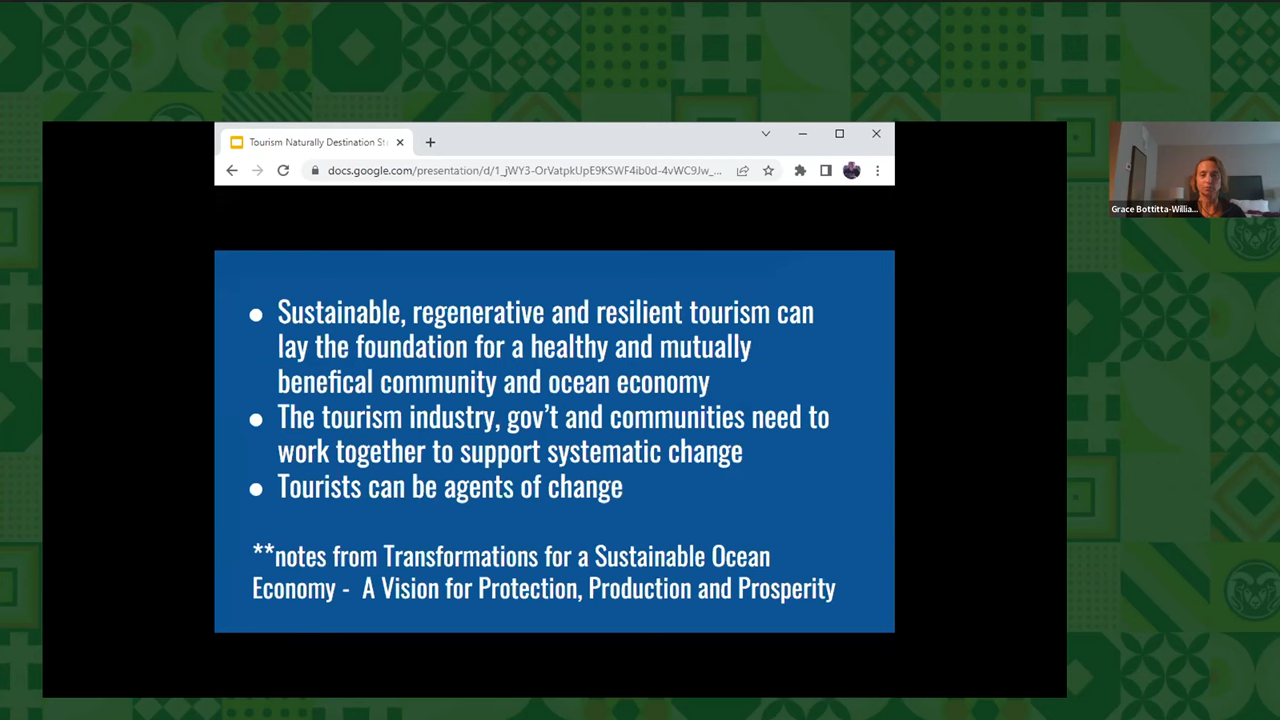 Tourism Naturally Destination St
docs.google.com/presentation/d/1_jWY3-OrVatpkUpE9KSWF4ib0d-4vWC9Jw_...
Grace Bottitta-Willia...
Sustainable, regenerative and resilient tourism can
lay the foundation for a healthy and mutually
benefical community and ocean economy
The tourism industry, gov't and communities need to
work together to support systematic change
Tourists can be agents of change
**notes from Transformations for a Sustainable Ocean
Economy - A Vision for Protection, Production and Prosperity